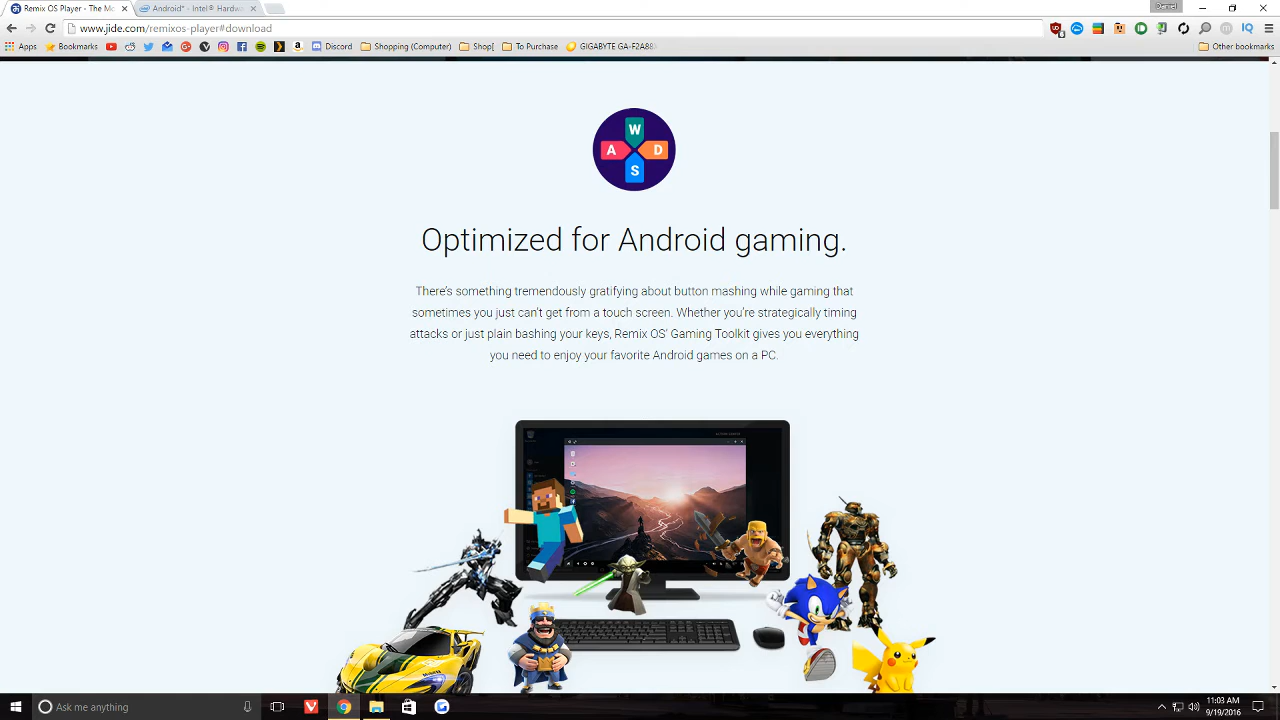 Remix OS Player - The Mo
Android* - Intel® Hardwa
Daniel
www.jide.com/remixos-player#download
Apps
Bookmarks
Discord
Shopping (Computer)
Shop
To Purchase
GIGABYTE GA-F2A88
Other bookmarks
W
A
D
S
Optimized for Android gaming.
There's something tremendously gratifying about button mashing while gaming that
sometimes you just can't get from a touch screen. Whether you're strategically timing
attacks or just plain bashing your keys, Remix OS' Gaming Toolkit gives you everything
you need to enjoy your favorite Android games on a PC.
Ask me anything
11:03 AM
9/19/2016